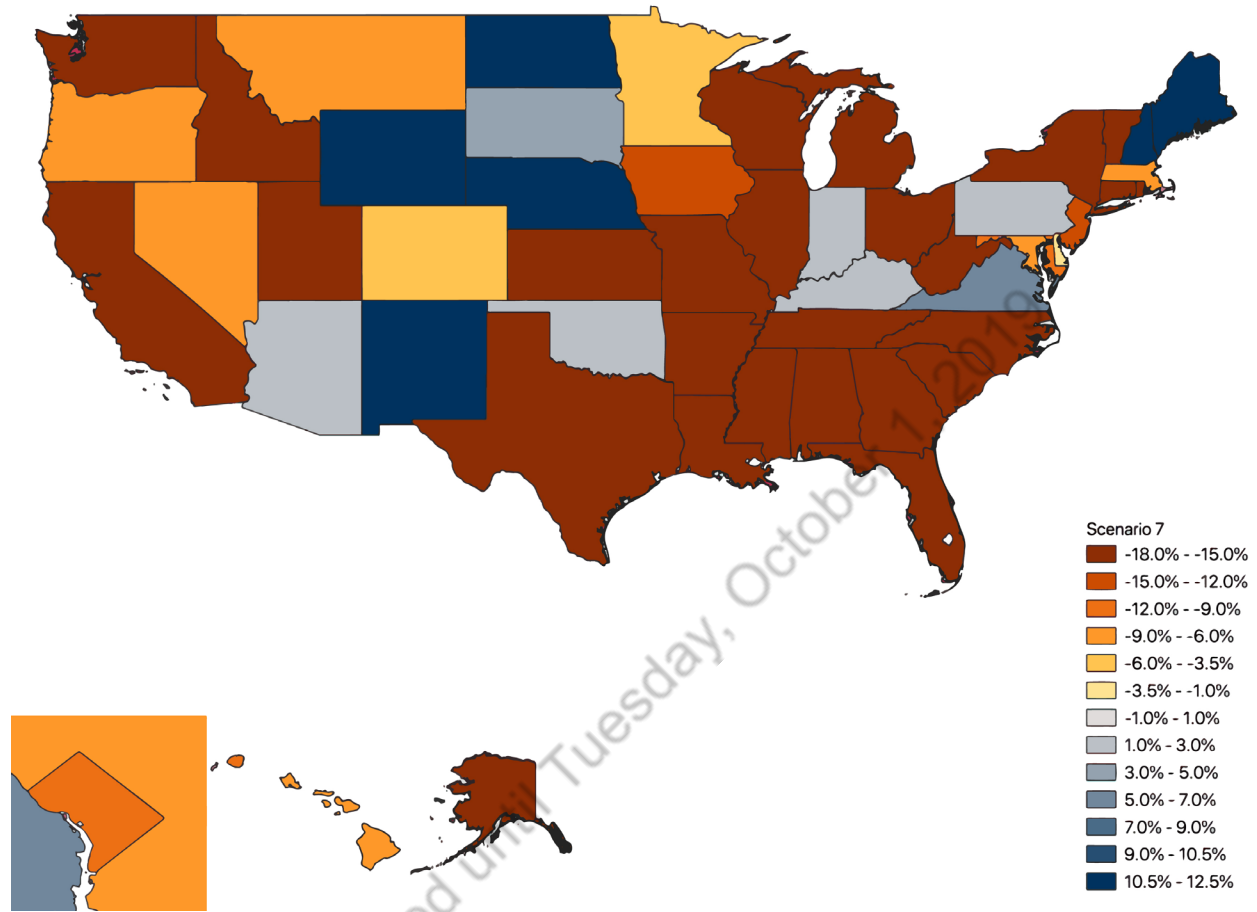 Scenario 7
-18.0% - -15.0%
-15.0% - -12.0%
-12.0% - -9.0%
-9.0% - -6.0%
-6.0% - -3.5%
-3.5% - -1.0%
-1.0% - 1.0%
1.0% - 3.0%
3.0% - 5.0%
5.0% - 7.0%
7.0% - 9.0%
9.0% - 10.5%
10.5% - 12.5%
until Tuesday, October 1, 2019